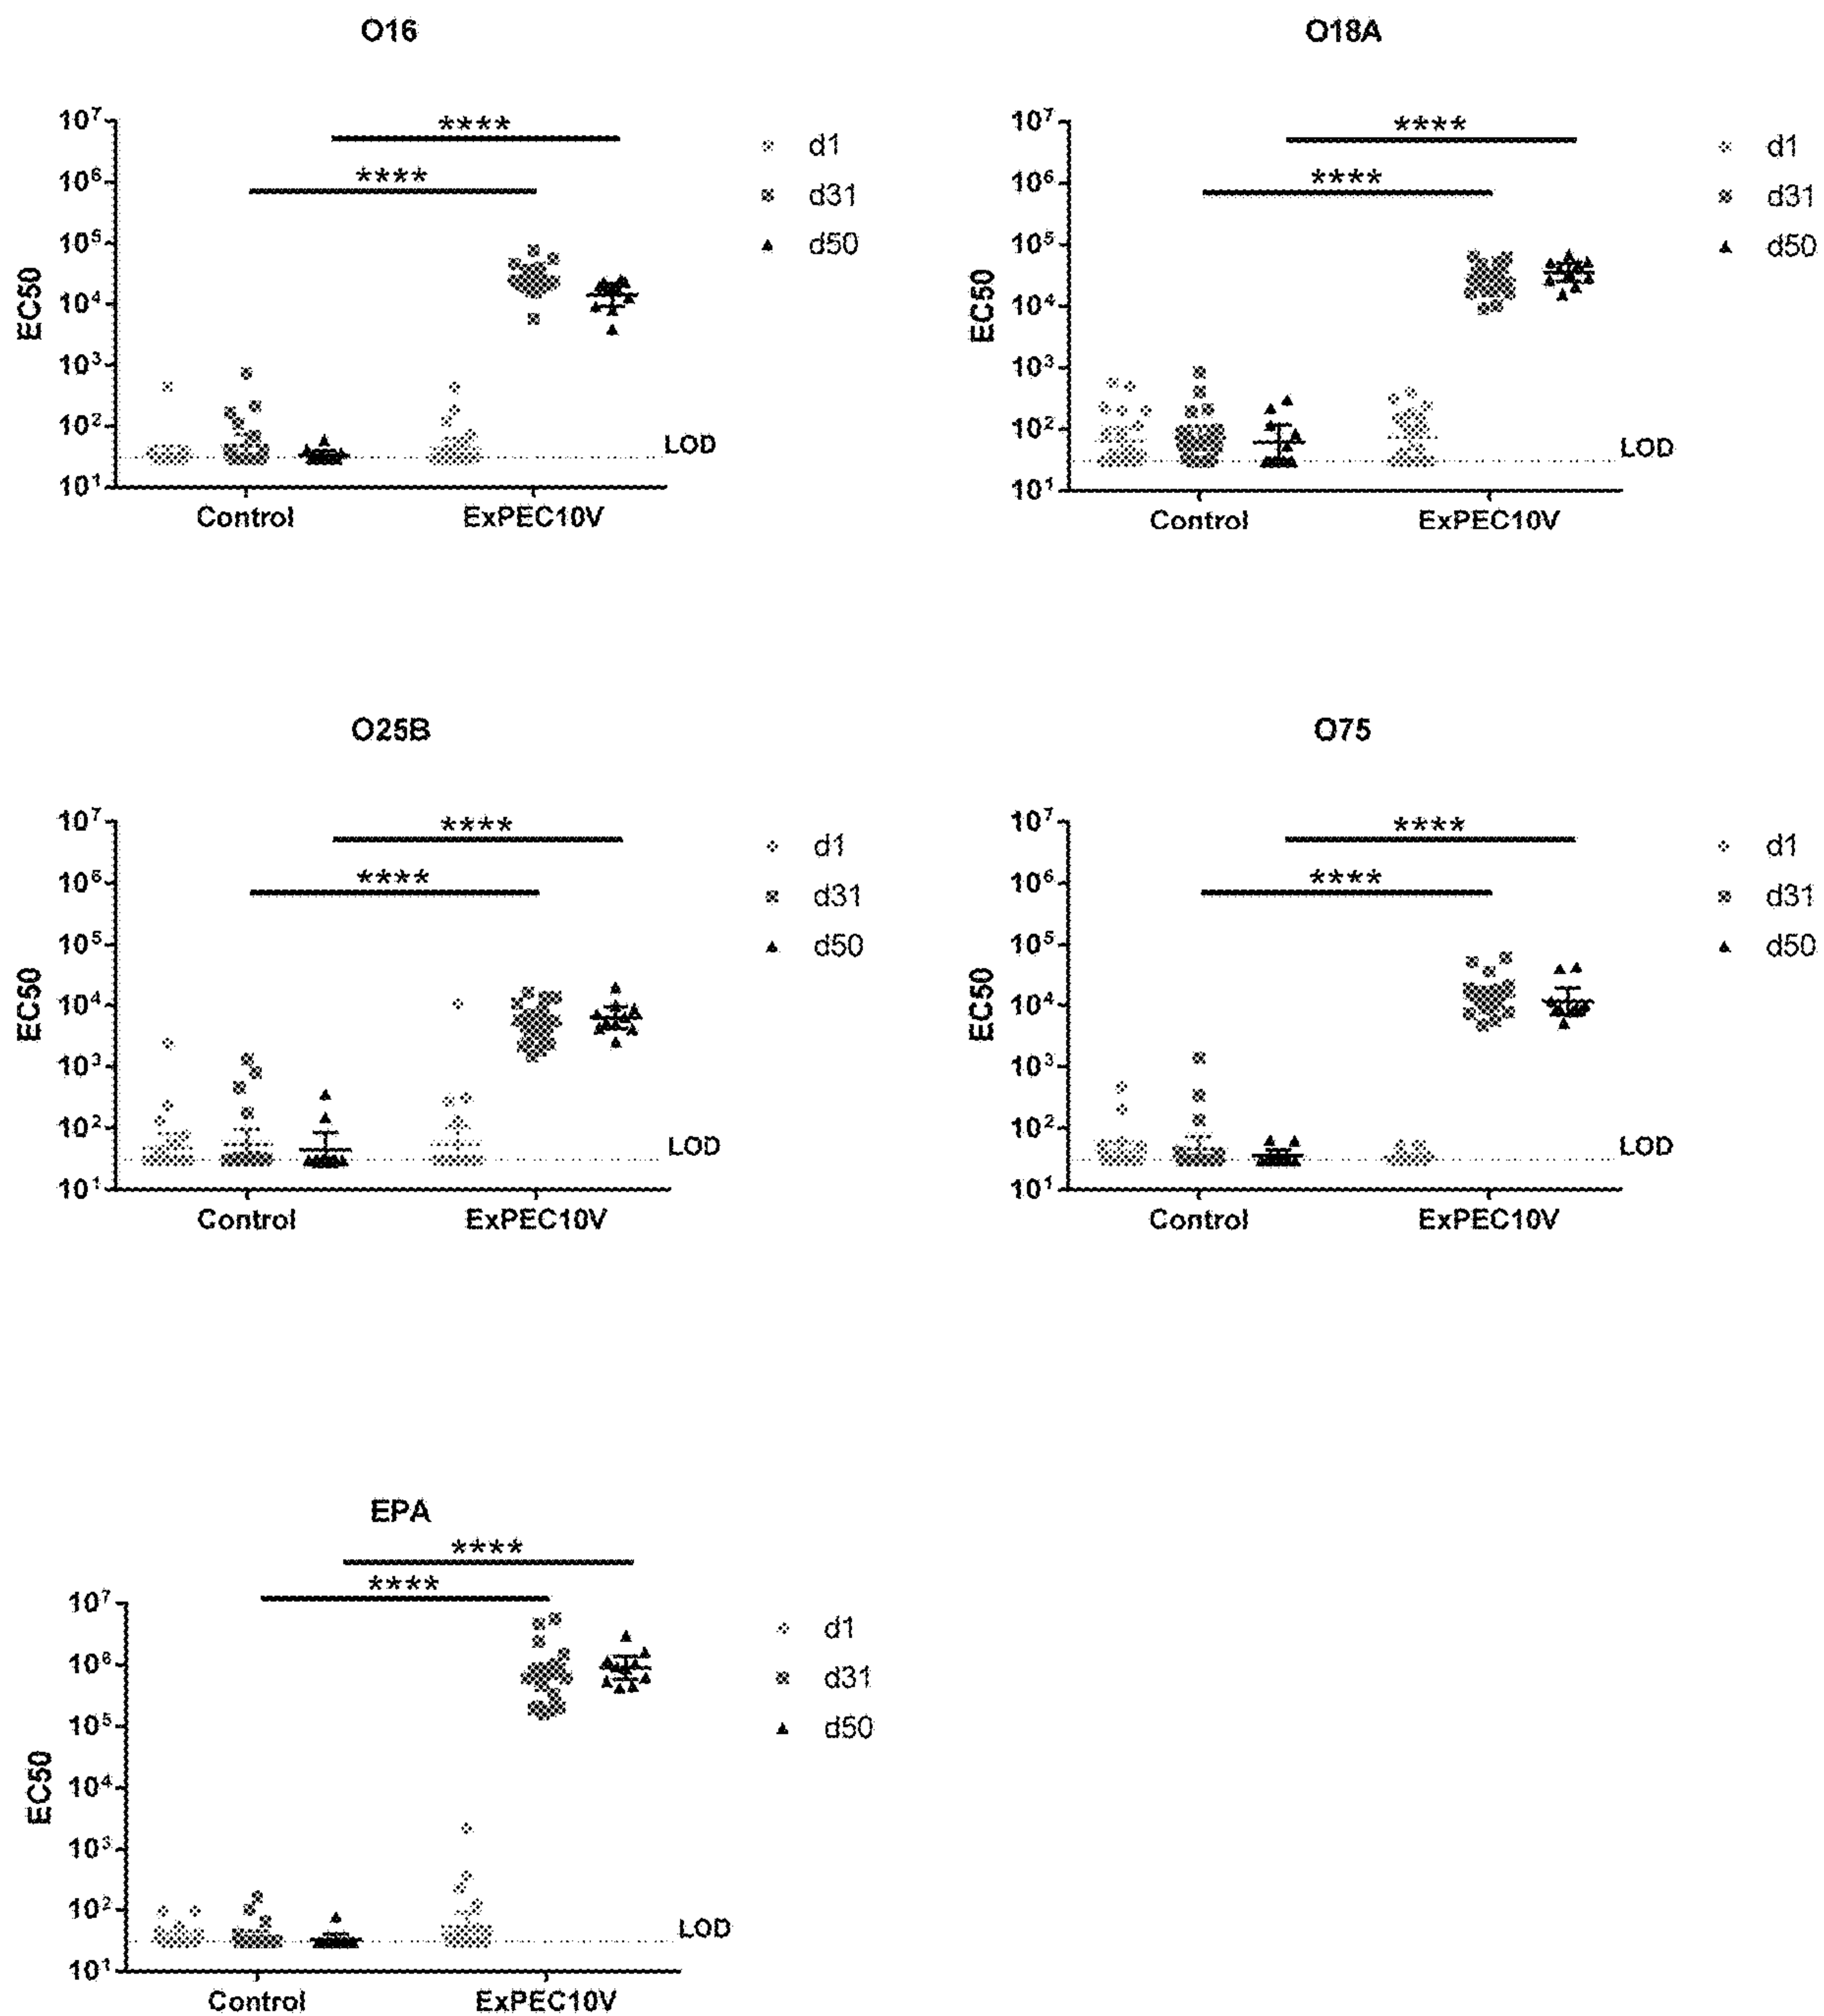 O16
10⁷
10⁶
10⁵
10⁴
10³
10²
10¹
EC50
****
****
LOD
Control
ExPEC10V
d1
d31
d50
O18A
10⁷
10⁶
10⁵
10⁴
10³
10²
10¹
EC50
****
****
LOD
Control
ExPEC10V
d1
d31
d50
O25B
10⁷
10⁶
10⁵
10⁴
10³
10²
10¹
EC50
****
****
LOD
Control
ExPEC10V
d1
d31
d50
O75
10⁷
10⁶
10⁵
10⁴
10³
10²
10¹
EC50
****
****
LOD
Control
ExPEC10V
d1
d31
d50
EPA
10⁷
10⁶
10⁵
10⁴
10³
10²
10¹
EC50
****
****
LOD
Control
ExPEC10V
d1
d31
d50